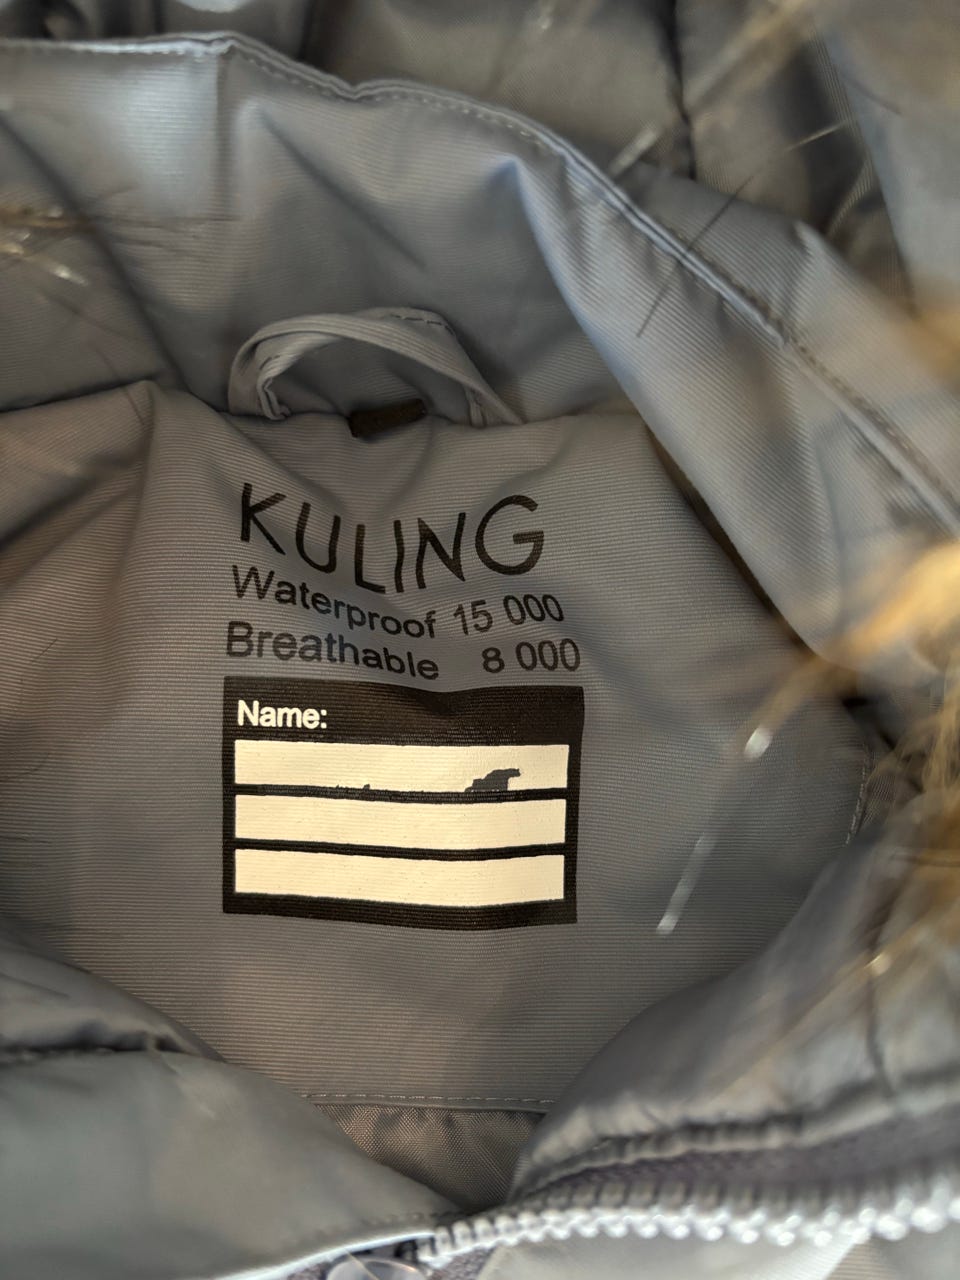 KULING
Waterproof 15 000
Breathable 8 000
Name: